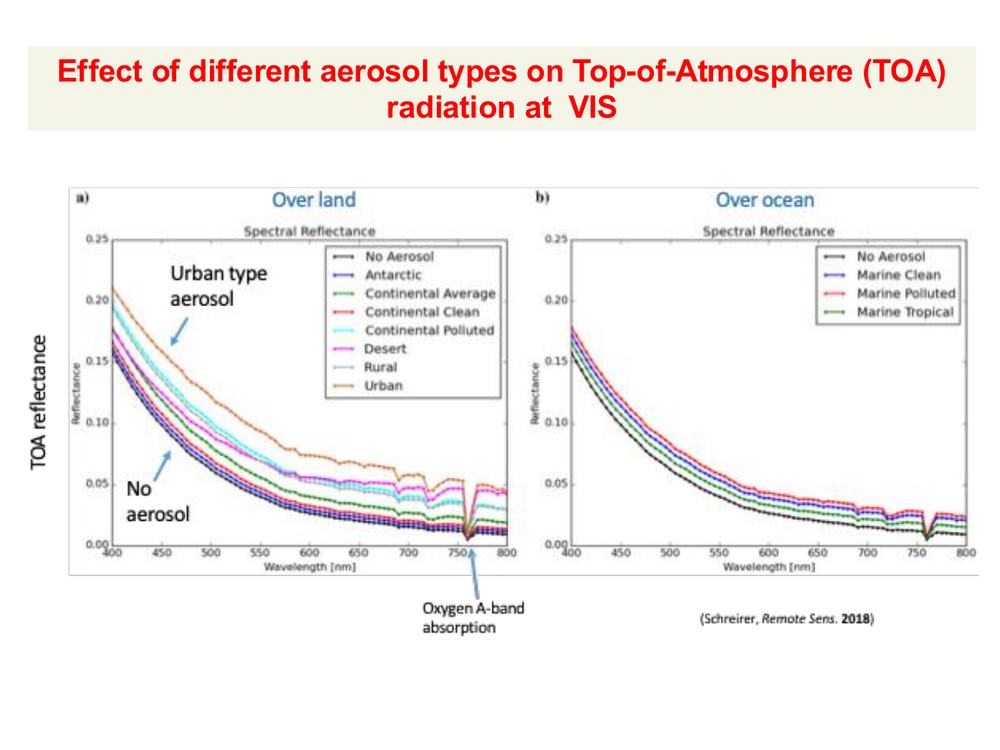 Effect of different aerosol types on Top-of-Atmosphere (TOA)
radiation at VIS
a)
Over land
Spectral Reflectance
TOA reflectance
Reflectance
0.25
0.20
0.15
0.10
0.05
0.00
Urban type
aerosol
No
aerosol
No Aerosol
Antarctic
Continental Average
Continental Clean
Continental Polluted
Desert
Rural
Urban
400 450 500 550 600 650 700 750 800
Wavelength [nm]
Oxygen A-band
absorption
b)
Over ocean
Spectral Reflectance
Reflectance
0.25
0.20
0.15
0.10
0.05
0.00
No Aerosol
Marine Clean
Marine Polluted
Marine Tropical
400 450 500 550 600 650 700 750 800
Wavelength [nm]
(Schreirer, Remote Sens. 2018)